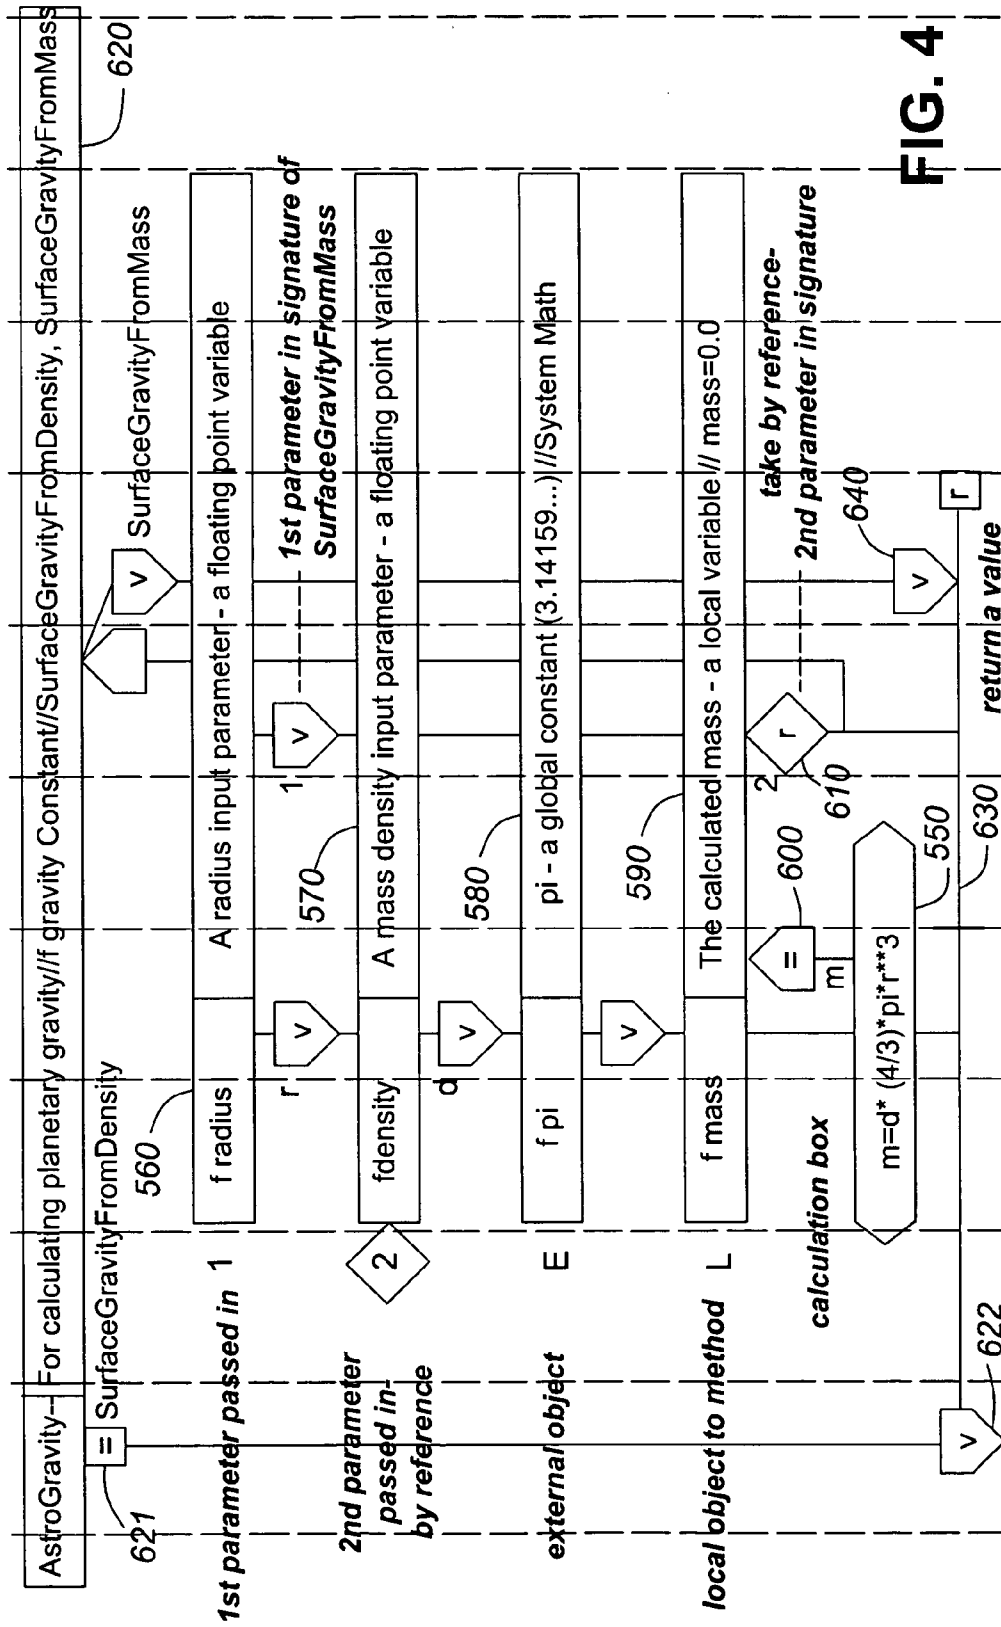 AstroGravity-- For calculating planetary gravity//f gravity Constant//SurfaceGravityFromDensity, SurfaceGravityFromMass
620
= SurfaceGravityFromDensity
621
v SurfaceGravityFromMass
560
1st parameter passed in 1
f radius A radius input parameter - a floating point variable
r v
1 v
1st parameter in signature of
SurfaceGravityFromMass
570
2nd parameter
passed in-
by reference
2
fdensity A mass density input parameter - a floating point variable
d v
580
external object E
f pi pi - a global constant (3.14159...) //System Math
v
590
local object to method L
f mass The calculated mass - a local variable // mass=0.0
calculation box
=
m
600
2 r
610
take by reference-
2nd parameter in signature
640
v
m=d* (4/3)*pi*r**3
550
v
622
630
r
return a value
FIG. 4